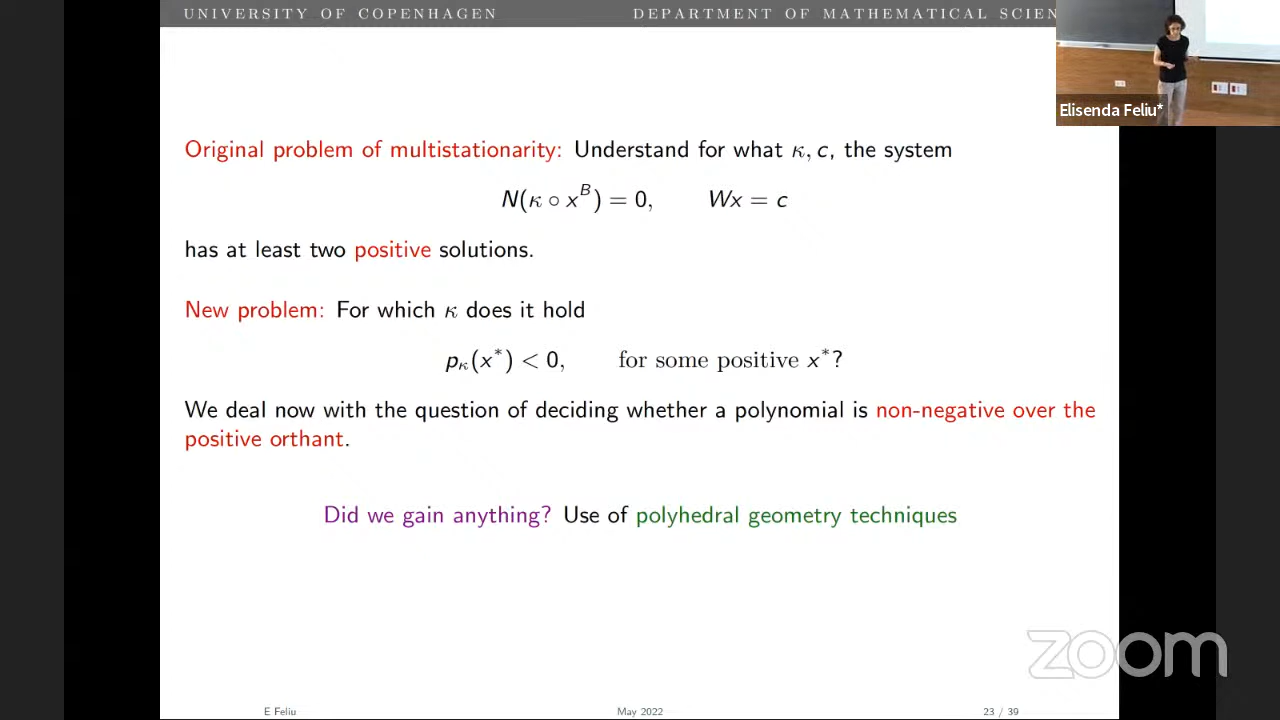 UNIVERSITY OF COPENHAGEN DEPARTMENT OF MATHEMATICAL SCIEN
Elisenda Feliu*
Original problem of multistationarity: Understand for what κ, c, the system
N(κ ∘ x^B) = 0, Wx = c
has at least two positive solutions.
New problem: For which κ does it hold
p_κ(x*) < 0, for some positive x*?
We deal now with the question of deciding whether a polynomial is non-negative over the
positive orthant.
Did we gain anything? Use of polyhedral geometry techniques
zoom
E Feliu May 2022 23 / 39